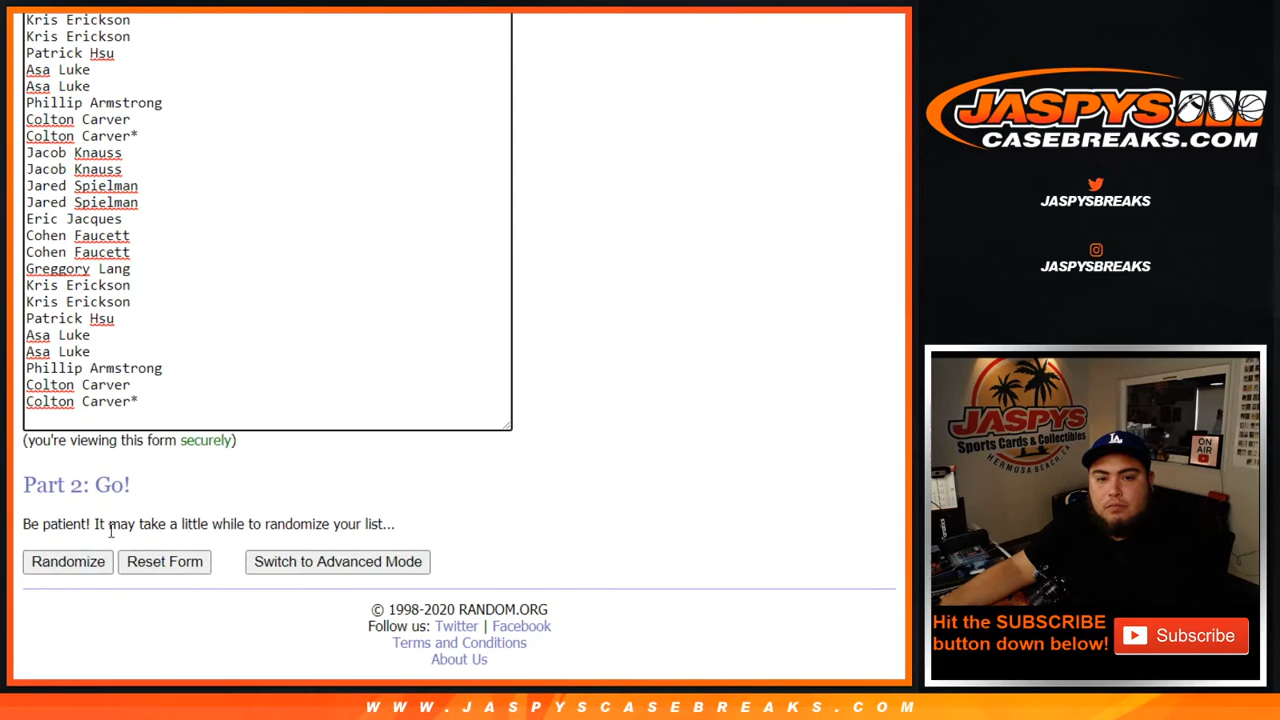 Kris Erickson
Kris Erickson
Patrick Hsu
Asa Luke
Asa Luke
Phillip Armstrong
Colton Carver
Colton Carver*
Jacob Knauss
Jacob Knauss
Jared Spielman
Jared Spielman
Eric Jacques
Cohen Faucett
Cohen Faucett
Greggory Lang
Kris Erickson
Kris Erickson
Patrick Hsu
Asa Luke
Asa Luke
Phillip Armstrong
Colton Carver
Colton Carver*
(you're viewing this form securely)
Part 2: Go!
Be patient! It may take a little while to randomize your list...
Randomize
Reset Form
Switch to Advanced Mode
© 1998-2020 RANDOM.ORG
Follow us: Twitter | Facebook
Terms and Conditions
About Us
JASPYS
CASEBREAKS.COM
JASPYSBREAKS
JASPYSBREAKS
JASPYS
Sports Cards & Collectibles
HERMOSA BEACH, CA
ON AIR
LA
Hit the SUBSCRIBE
button down below!
Subscribe
WWW.JASPYSCASEBREAKS.COM